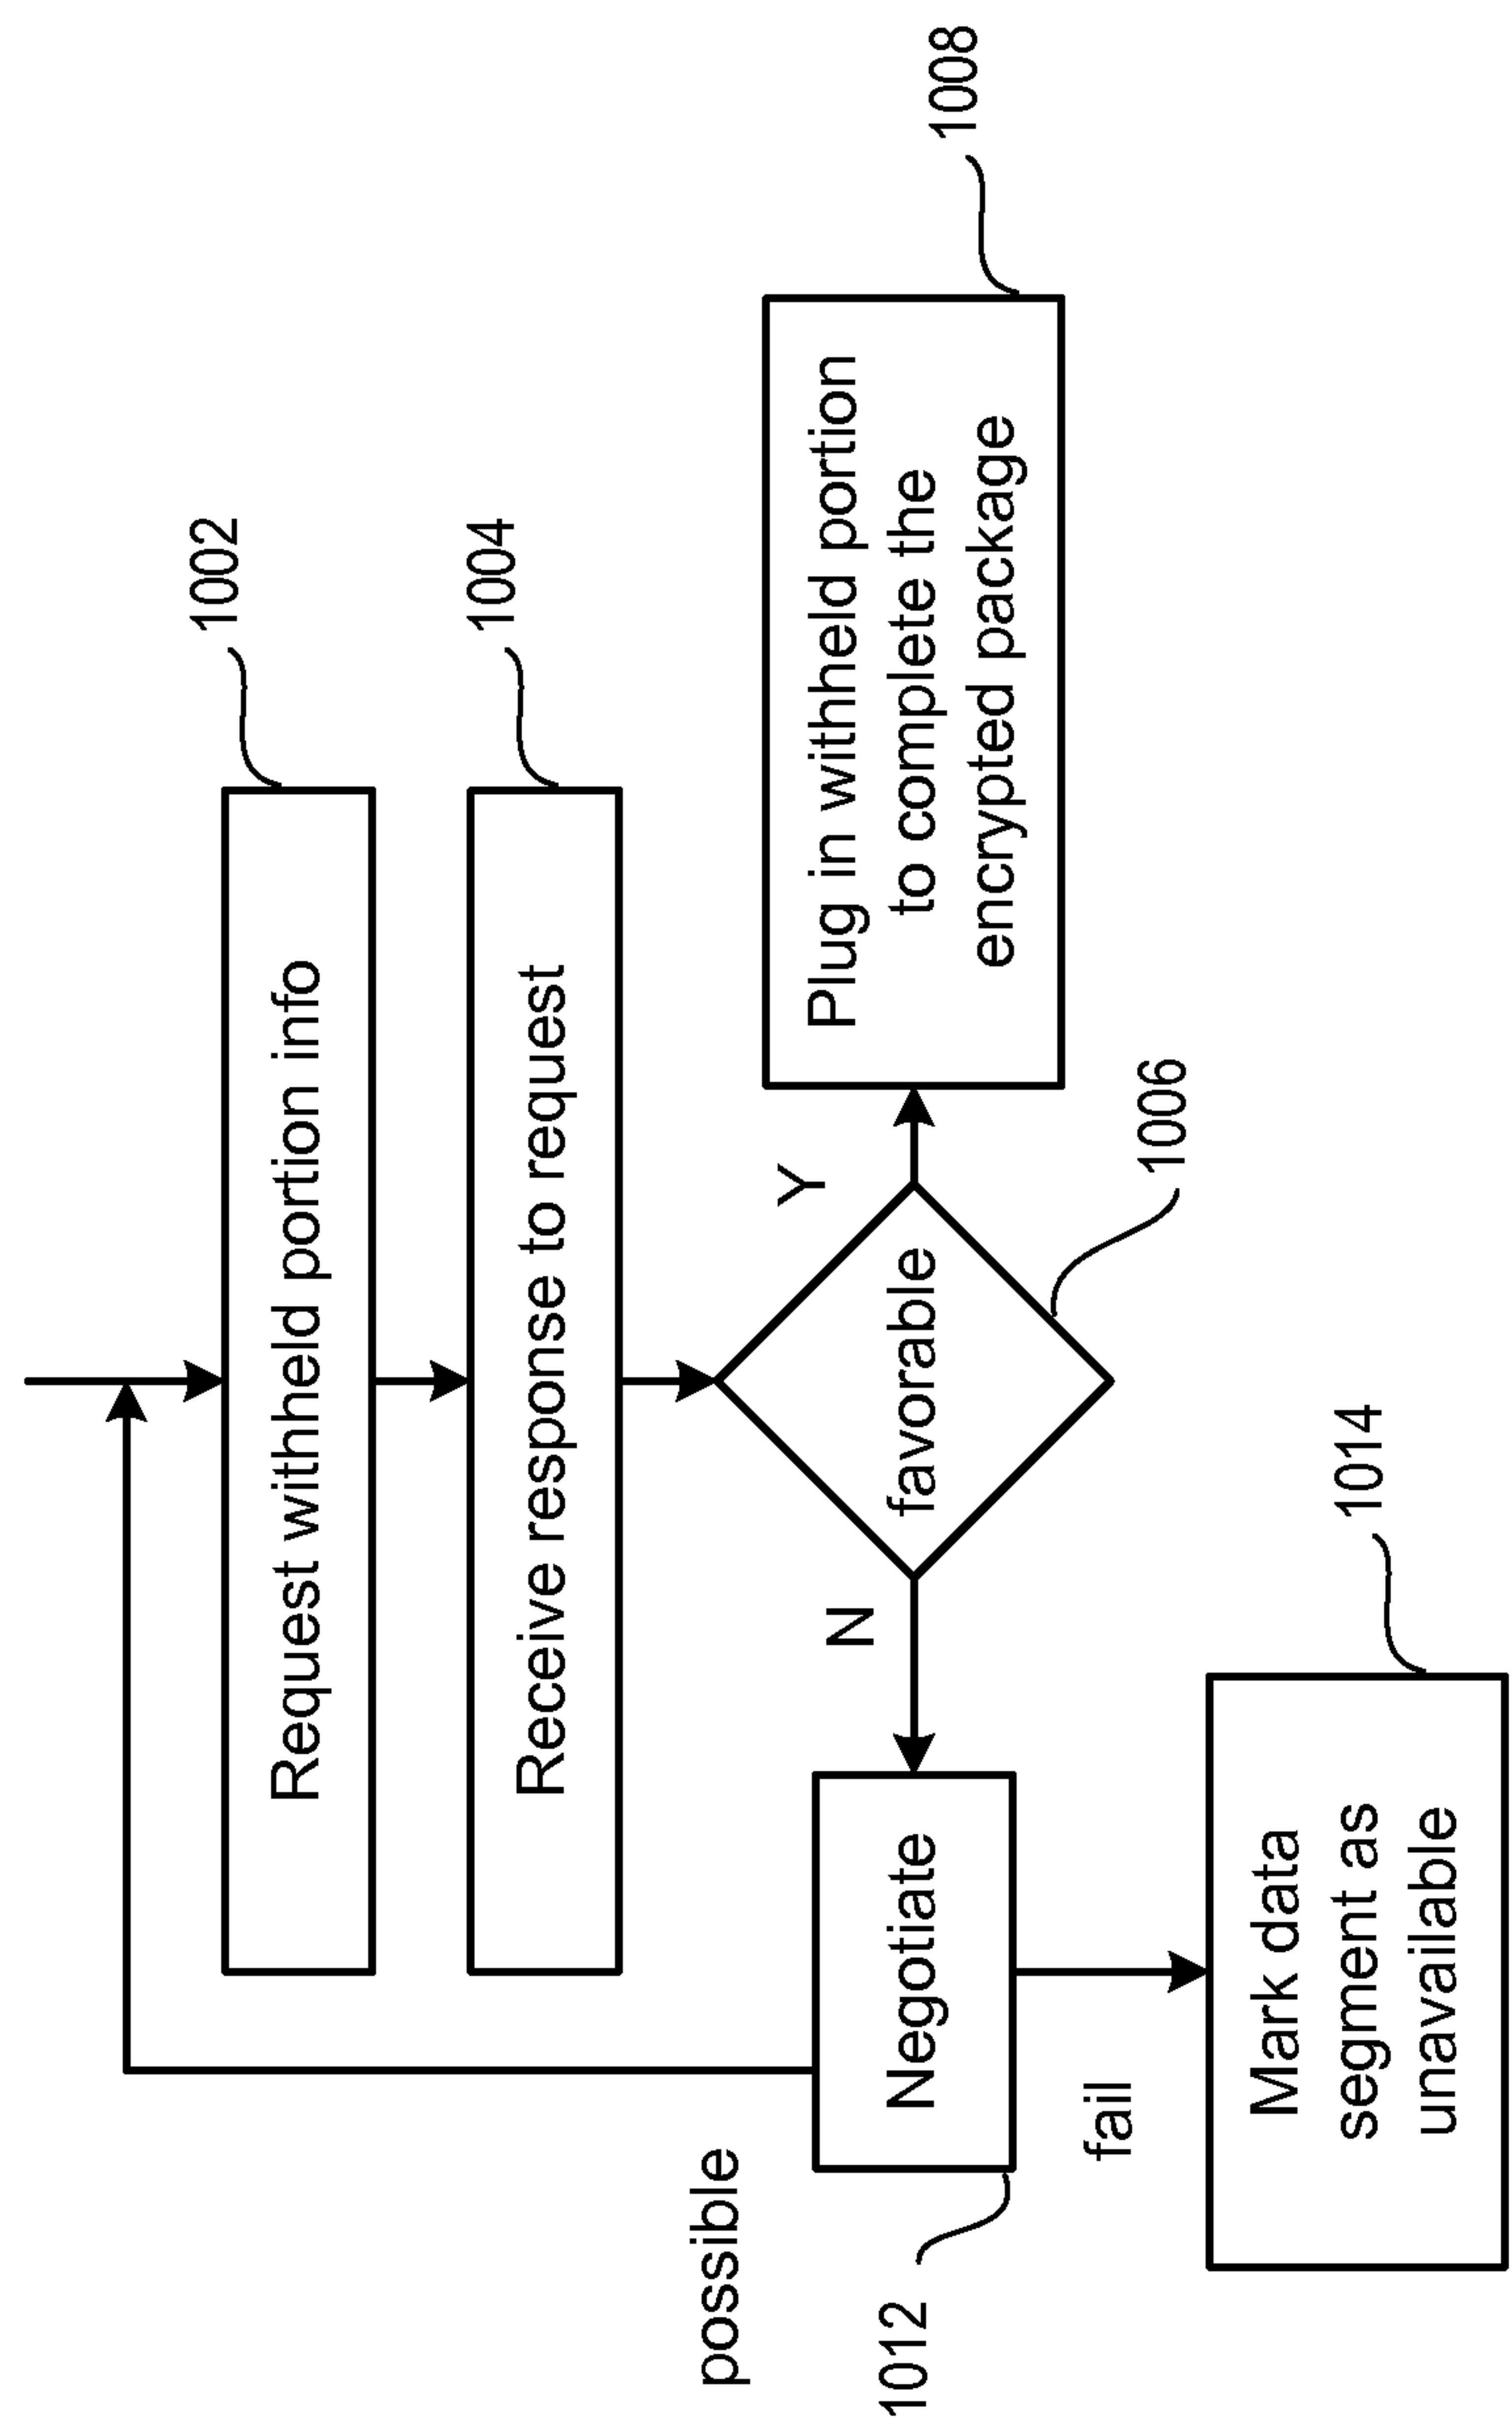 1002
Request withheld portion info
1004
Receive response to request
1006
favorable
Y
N
1008
Plug in withheld portion
to complete the
encrypted package
possible
1012
Negotiate
fail
1014
Mark data
segment as
unavailable